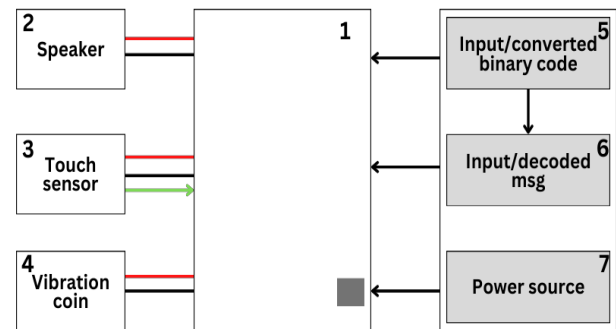 2
Speaker
3
Touch
sensor
4
Vibration
coin
1
5
Input/converted
binary code
6
Input/decoded
msg
7
Power source